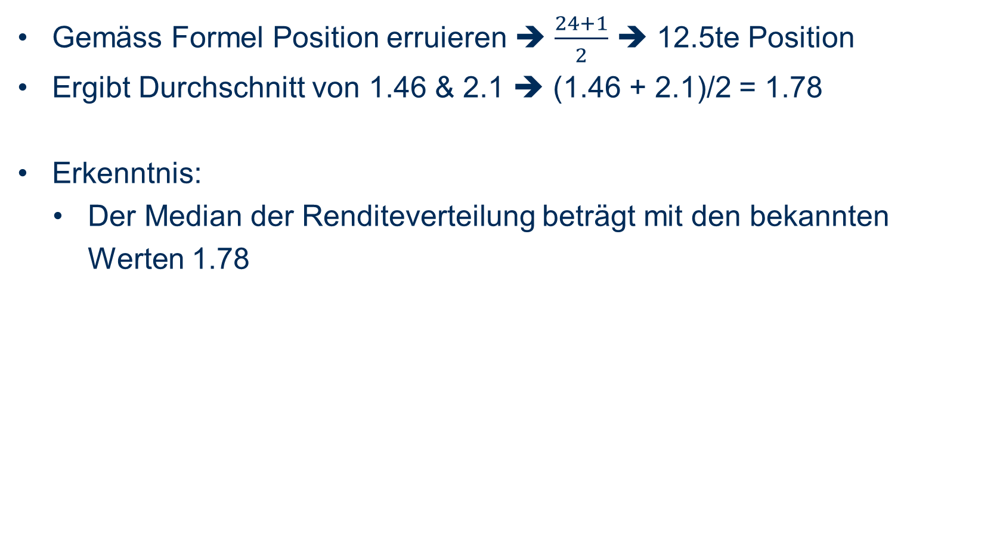 • Gemäss Formel Position erruieren 🡺 \frac{24+1}{2} 🡺 12.5te Position
• Ergibt Durchschnitt von 1.46 & 2.1 🡺 (1.46 + 2.1)/2 = 1.78
• Erkenntnis:
• Der Median der Renditeverteilung beträgt mit den bekannten
Werten 1.78